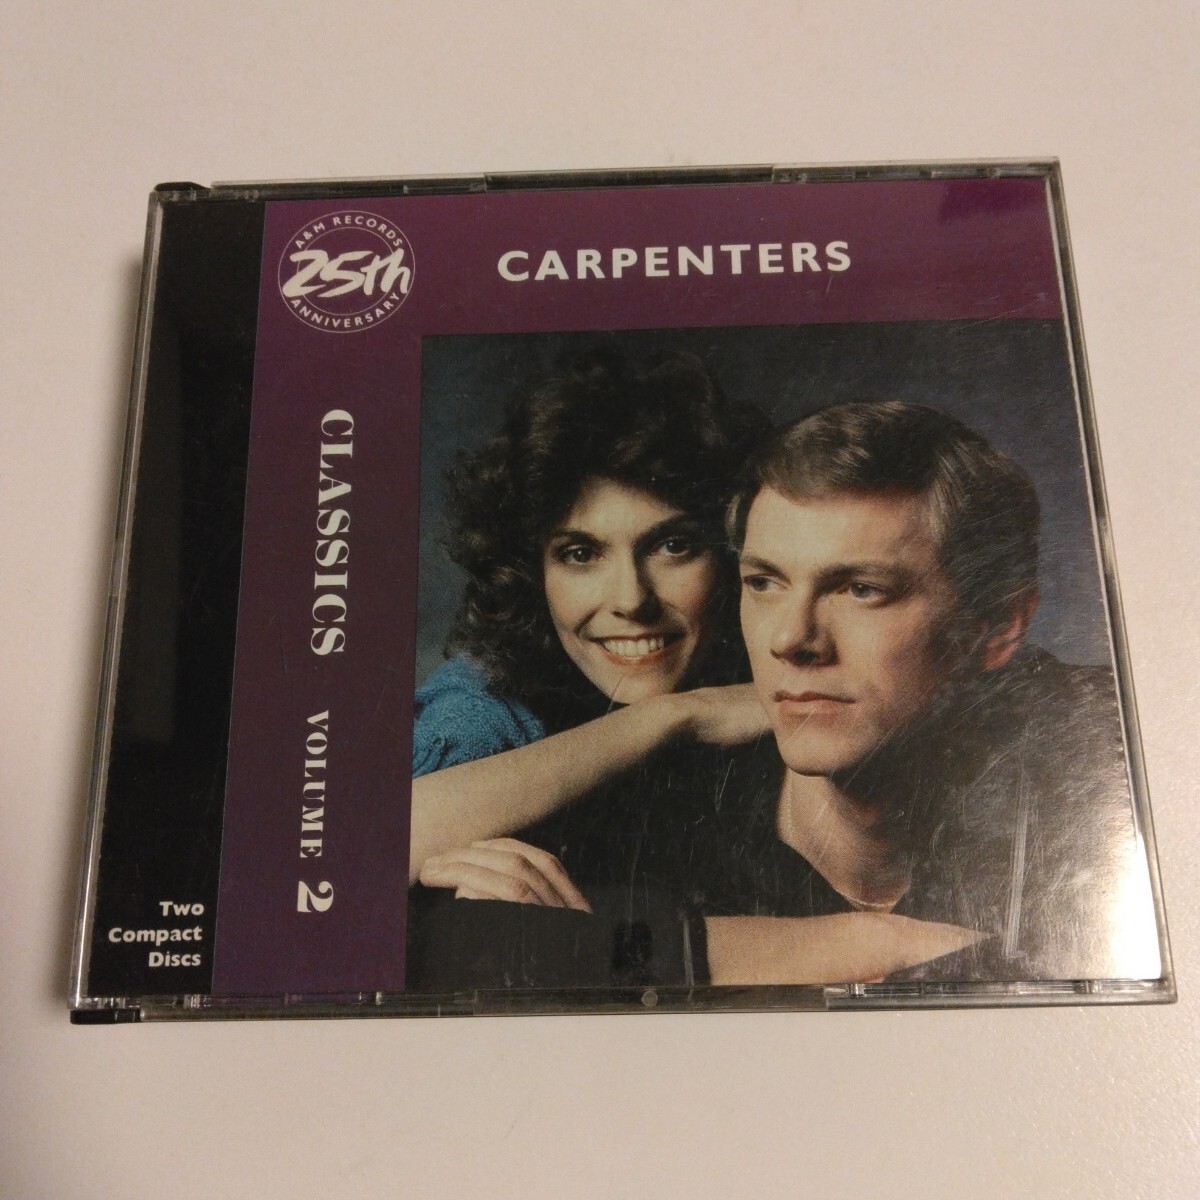 A&M RECORDS
25th
ANNIVERSARY
CARPENTERS
CLASSICS VOLUME 2
Two
Compact
Discs